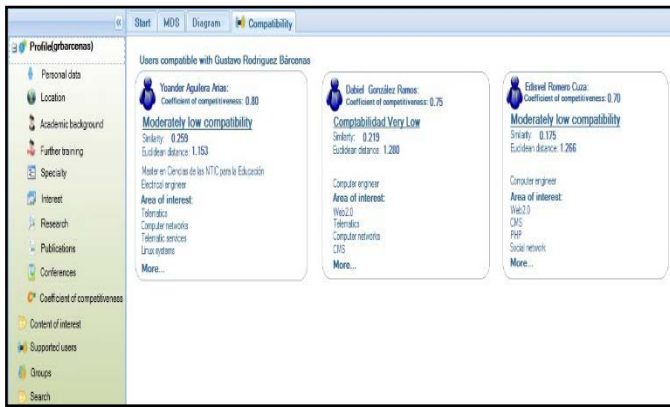 Start MDS Diagram Compatibility
Profile(grbarcenas)
Personal data
Location
Academic background
Further training
Specialty
Interest
Research
Publications
Conferences
Coefficient of competitiveness
Content of interest
Supported users
Groups
Search
Users compatible with Gustavo Rodriguez Bárcenas
Yoander Aguilera Arias:
Coefficient of competitiveness: 0.80
Moderately low compatibility
Similarity: 0.259
Euclidean distance: 1.153
Master en Ciencias de las NTIC para la Educación
Electrical engineer
Area of interest:
Telematics
Computer networks
Telematic services
Linux systems
More...
Dabiel González Ramos:
Coefficient of competitiveness: 0.75
Comptabilidad Very Low
Similarty: 0.219
Euclidean distance: 1.280
Computer engineer
Area of interest:
Web2.0
Telematics
Computer networks
CMS
More...
Edisvel Romero Cuza:
Coefficient of competitiveness: 0.70
Moderately low compatibility
Similarty: 0.175
Euclidean distance: 1.266
Computer engineer
Area of interest:
Web2.0
CMS
PHP
Social network
More...